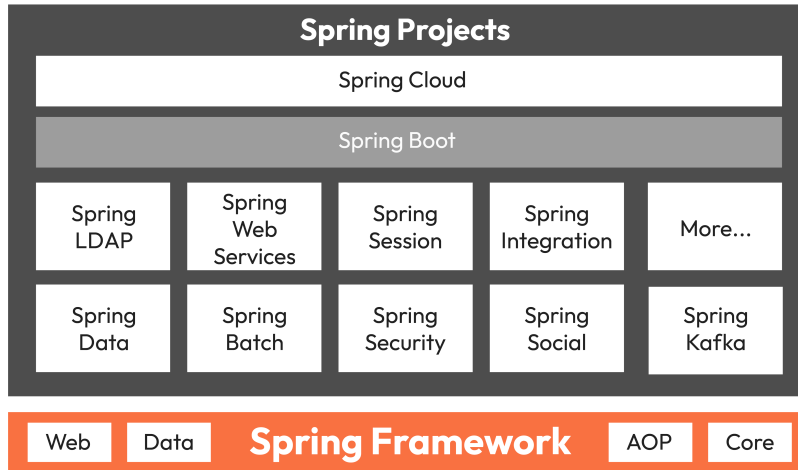 Spring Projects
Spring Cloud
Spring Boot
Spring
LDAP
Spring
Web
Services
Spring
Session
Spring
Integration
More...
Spring
Data
Spring
Batch
Spring
Security
Spring
Social
Spring
Kafka
Web
Data
Spring Framework
AOP
Core